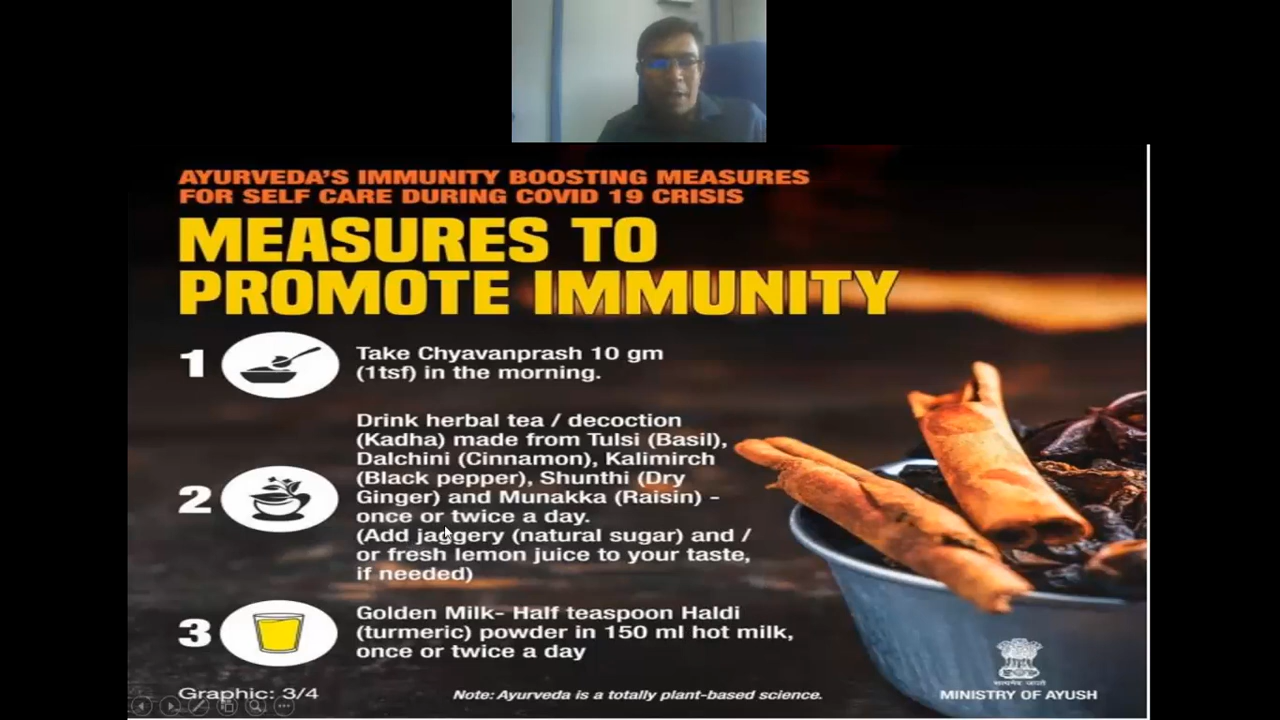 AYURVEDA'S IMMUNITY BOOSTING MEASURES
FOR SELF CARE DURING COVID 19 CRISIS
MEASURES TO
PROMOTE IMMUNITY
1
Take Chyavanprash 10 gm
(1tsf) in the morning.
2
Drink herbal tea / decoction
(Kadha) made from Tulsi (Basil),
Dalchini (Cinnamon), Kalimirch
(Black pepper), Shunthi (Dry
Ginger) and Munakka (Raisin) -
once or twice a day.
(Add jaggery (natural sugar) and /
or fresh lemon juice to your taste,
if needed)
3
Golden Milk- Half teaspoon Haldi
(turmeric) powder in 150 ml hot milk,
once or twice a day
Graphic: 3/4
Note: Ayurveda is a totally plant-based science.
सत्यमेव जयते
MINISTRY OF AYUSH